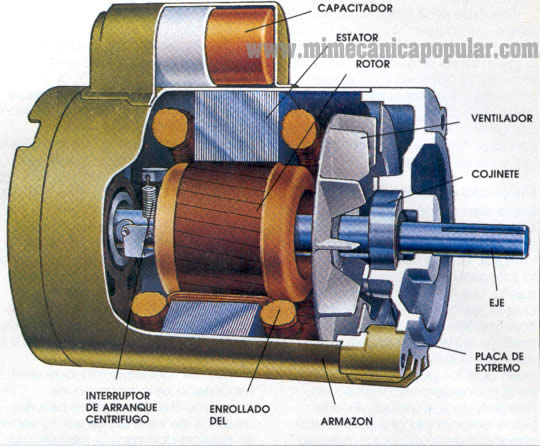 CAPACITADOR
www.mimecanicapopular.com
ESTATOR
ROTOR
VENTILADOR
COJINETE
EJE
PLACA DE
EXTREMO
INTERRUPTOR
DE ARRANQUE
CENTRIFUGO
ENROLLADO
DEL
ARMAZON